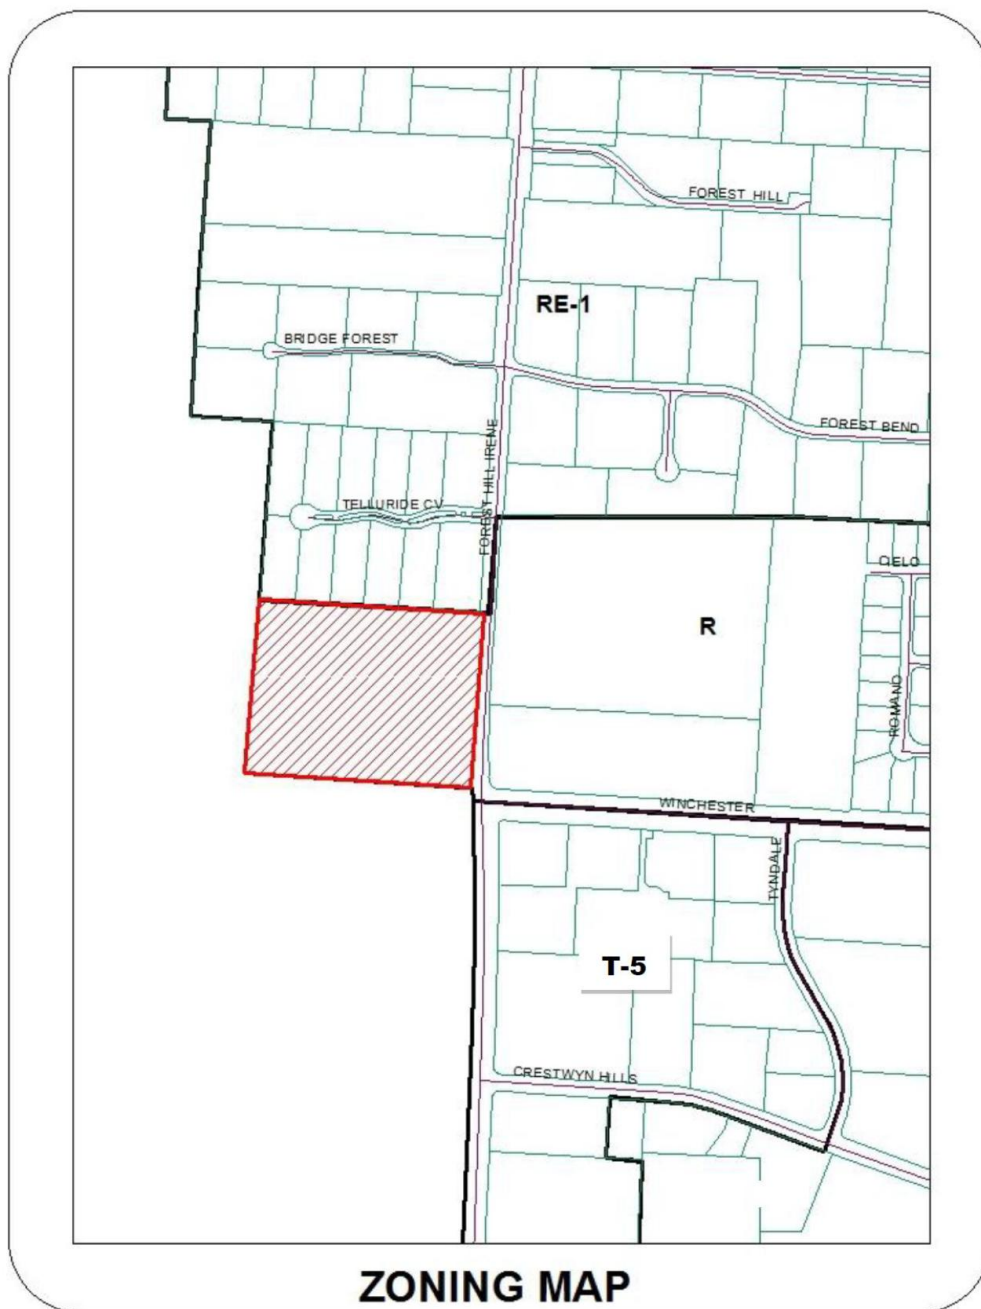 FOREST HILL
RE-1
BRIDGE FOREST
FOREST BEND
FOREST HILL IRENE
TELLURIDE CV
CIELO
R
ROMANO
WINCHESTER
TYNDALE
T-5
CRESTWYN HILLS
ZONING MAP